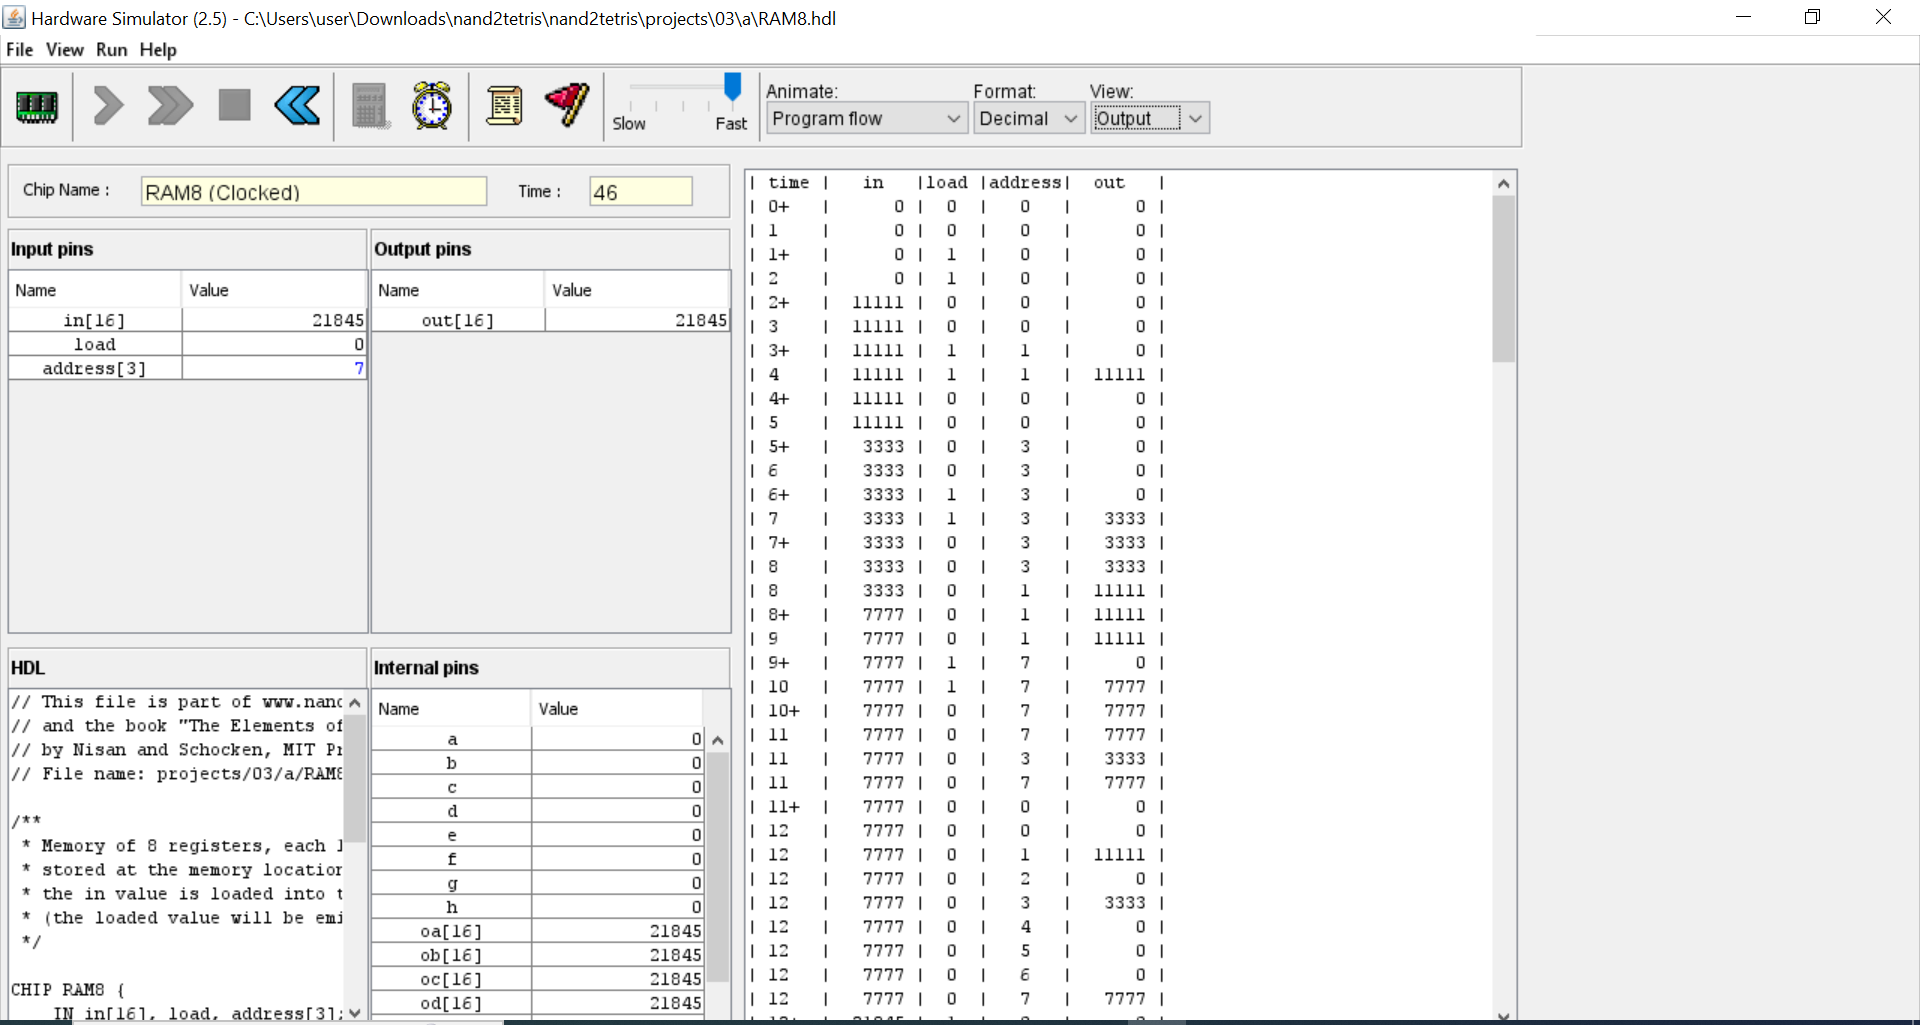 Hardware Simulator (2.5) - C:\Users\user\Downloads\nand2tetris\nand2tetris\projects\03\a\RAM8.hdl
File View Run Help
Slow Fast
Animate: Format: View:
Program flow Decimal Output
Chip Name : RAM8 (Clocked) Time : 46
Input pins
Name Value
in[16] 21845
load 0
address[3] 7
Output pins
Name Value
out[16] 21845
HDL
// This file is part of www.nand
// and the book "The Elements of
// by Nisan and Schocken, MIT Pr
// File name: projects/03/a/RAM8
/**
* Memory of 8 registers, each 1
* stored at the memory location
* the in value is loaded into t
* (the loaded value will be emi
*/
CHIP RAM8 {
IN in[16], load, address[3];
Internal pins
Name Value
a 0
b 0
c 0
d 0
e 0
f 0
g 0
h 0
oa[16] 21845
ob[16] 21845
oc[16] 21845
od[16] 21845
| time | in |load |address| out |
| 0+ | 0 | 0 | 0 | 0 |
| 1 | 0 | 0 | 0 | 0 |
| 1+ | 0 | 1 | 0 | 0 |
| 2 | 0 | 1 | 0 | 0 |
| 2+ | 11111 | 0 | 0 | 0 |
| 3 | 11111 | 0 | 0 | 0 |
| 3+ | 11111 | 1 | 1 | 0 |
| 4 | 11111 | 1 | 1 | 11111 |
| 4+ | 11111 | 0 | 0 | 0 |
| 5 | 11111 | 0 | 0 | 0 |
| 5+ | 3333 | 0 | 3 | 0 |
| 6 | 3333 | 0 | 3 | 0 |
| 6+ | 3333 | 1 | 3 | 0 |
| 7 | 3333 | 1 | 3 | 3333 |
| 7+ | 3333 | 0 | 3 | 3333 |
| 8 | 3333 | 0 | 3 | 3333 |
| 8 | 3333 | 0 | 1 | 11111 |
| 8+ | 7777 | 0 | 1 | 11111 |
| 9 | 7777 | 0 | 1 | 11111 |
| 9+ | 7777 | 1 | 7 | 0 |
| 10 | 7777 | 1 | 7 | 7777 |
| 10+ | 7777 | 0 | 7 | 7777 |
| 11 | 7777 | 0 | 7 | 7777 |
| 11 | 7777 | 0 | 3 | 3333 |
| 11 | 7777 | 0 | 7 | 7777 |
| 11+ | 7777 | 0 | 0 | 0 |
| 12 | 7777 | 0 | 0 | 0 |
| 12 | 7777 | 0 | 1 | 11111 |
| 12 | 7777 | 0 | 2 | 0 |
| 12 | 7777 | 0 | 3 | 3333 |
| 12 | 7777 | 0 | 4 | 0 |
| 12 | 7777 | 0 | 5 | 0 |
| 12 | 7777 | 0 | 6 | 0 |
| 12 | 7777 | 0 | 7 | 7777 |